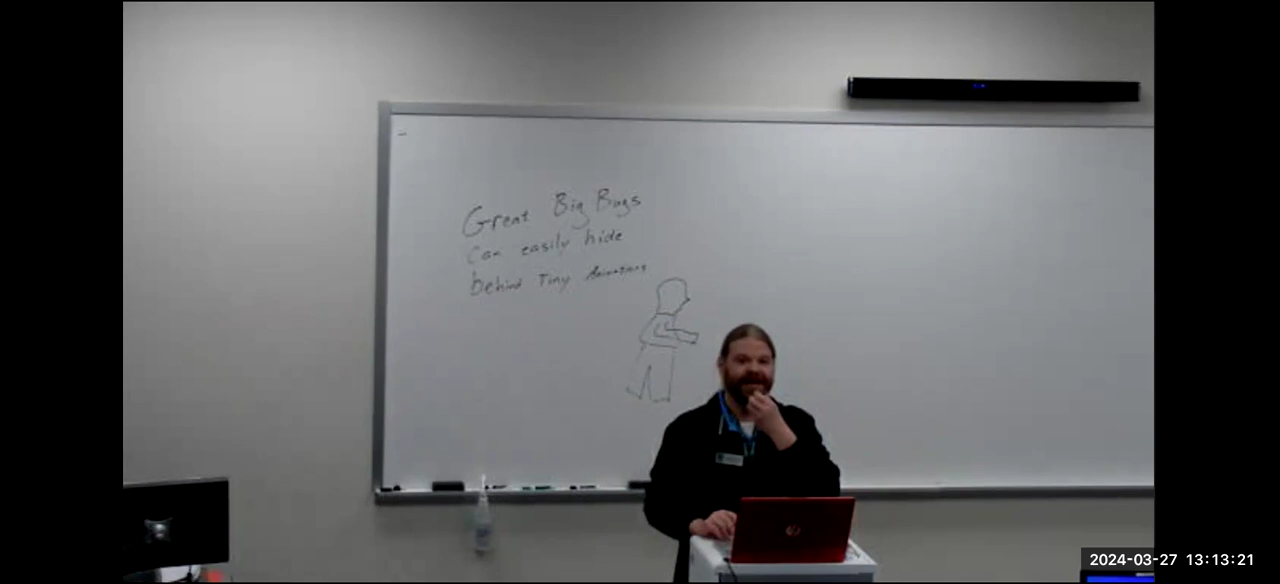 Great Big Bugs
Can easily hide
behind Tiny Animations
2024-03-27 13:13:21